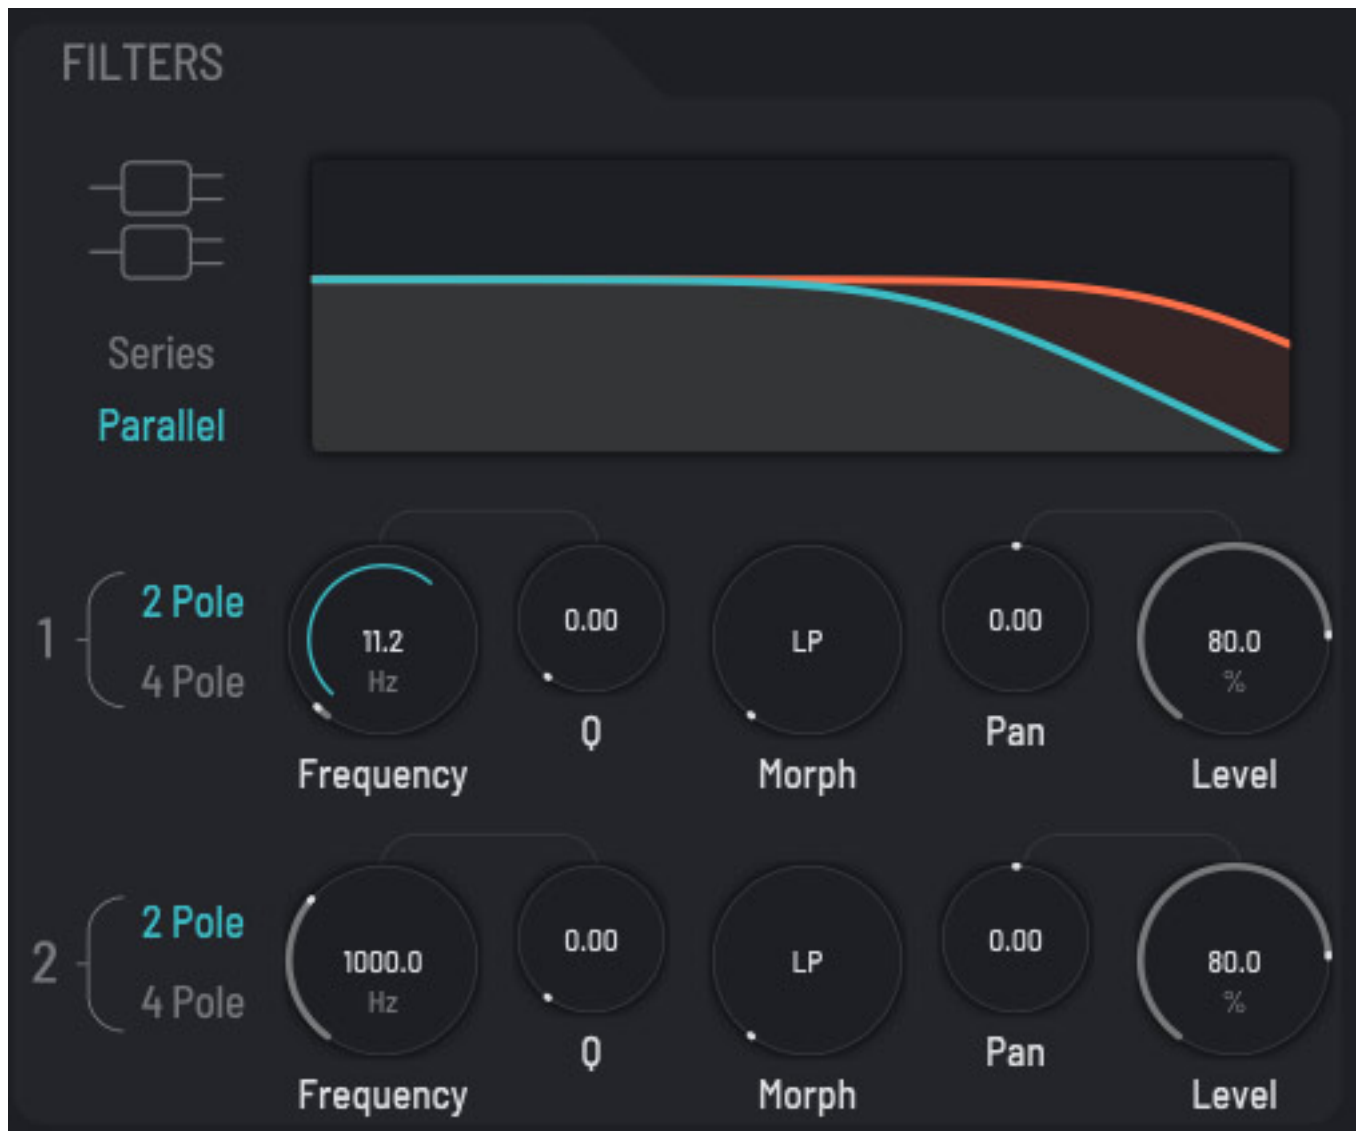 FILTERS
Series
Parallel
1
2 Pole
4 Pole
11.2
Hz
Frequency
0.00
Q
LP
Morph
0.00
Pan
80.0
%
Level
2
2 Pole
4 Pole
1000.0
Hz
Frequency
0.00
Q
LP
Morph
0.00
Pan
80.0
%
Level